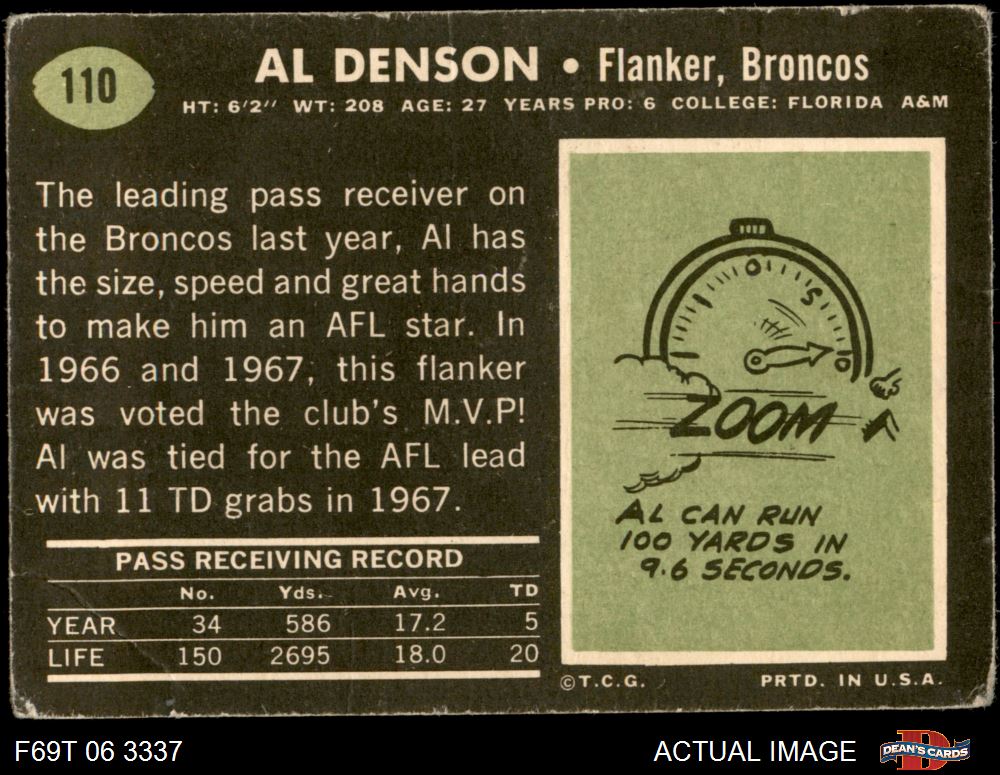 110
AL DENSON • Flanker, Broncos
HT: 6'2" WT: 208 AGE: 27 YEARS PRO: 6 COLLEGE: FLORIDA A&M
The leading pass receiver on
the Broncos last year, Al has
the size, speed and great hands
to make him an AFL star. In
1966 and 1967, this flanker
was voted the club's M.V.P!
Al was tied for the AFL lead
with 11 TD grabs in 1967.
PASS RECEIVING RECORD
No. Yds. Avg. TD
YEAR 34 586 17.2 5
LIFE 150 2695 18.0 20
0
5
10
ZOOM
AL CAN RUN
100 YARDS IN
9.6 SECONDS.
©T.C.G. PRTD. IN U.S.A.
F69T 06 3337
ACTUAL IMAGE
D
DEAN'S CARDS